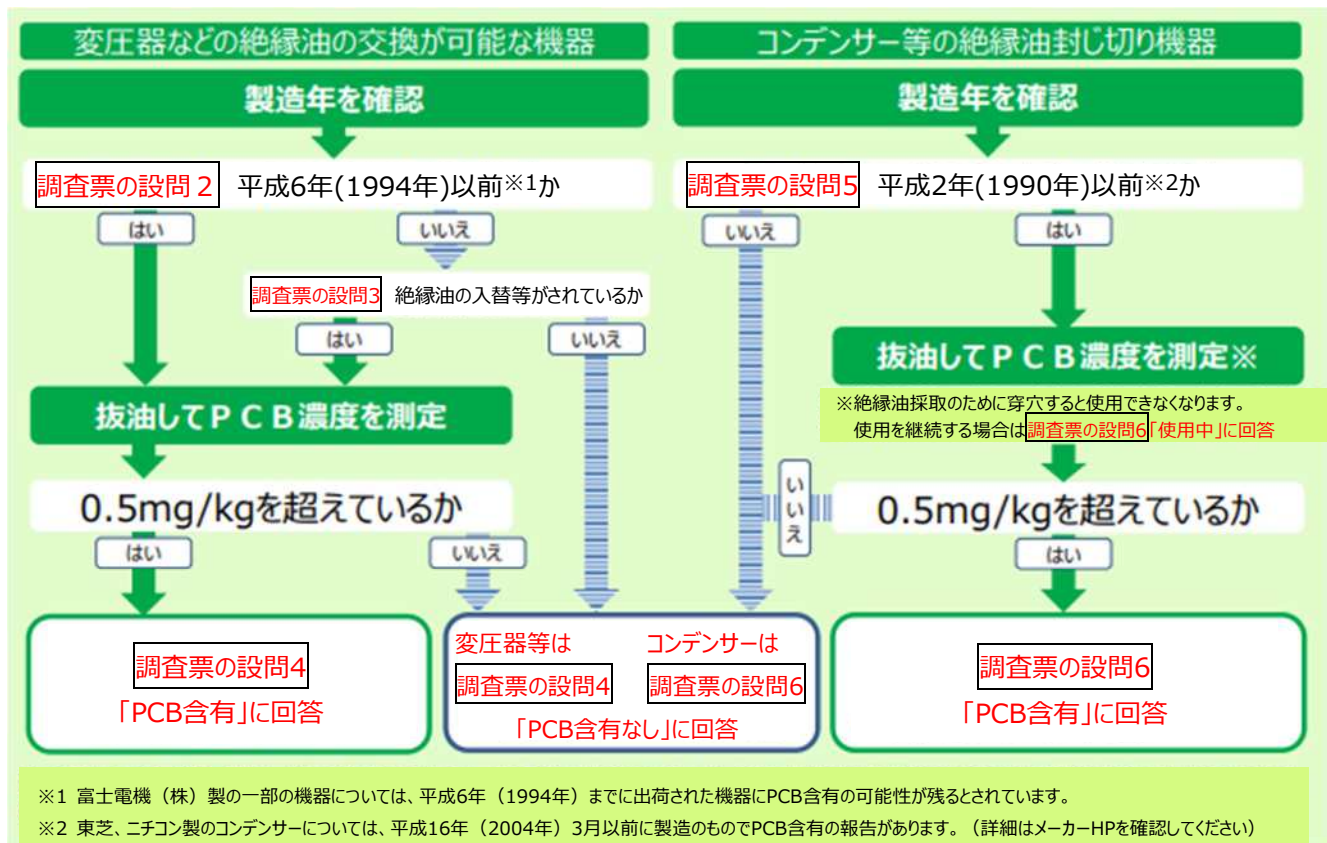 変圧器などの絶縁油の交換が可能な機器
製造年を確認
調査票の設問２ 平成6年(1994年)以前※1か
はい
いいえ
調査票の設問3 絶縁油の入替等がされているか
はい
いいえ
抜油してＰＣＢ濃度を測定
0.5mg/kgを超えているか
はい
いいえ
コンデンサー等の絶縁油封じ切り機器
製造年を確認
調査票の設問5 平成2年(1990年)以前※2か
いいえ
はい
抜油してＰＣＢ濃度を測定※
※絶縁油採取のために穿穴すると使用できなくなります。
使用を継続する場合は調査票の設問6「使用中」に回答
いいえ
0.5mg/kgを超えているか
はい
調査票の設問4
「PCB含有」に回答
変圧器等は コンデンサーは
調査票の設問4 調査票の設問6
「PCB含有なし」に回答
調査票の設問6
「PCB含有」に回答
※1 富士電機（株）製の一部の機器については、平成6年（1994年）までに出荷された機器にPCB含有の可能性が残るとされています。
※2 東芝、ニチコン製のコンデンサーについては、平成16年（2004年）3月以前に製造のものでPCB含有の報告があります。（詳細はメーカーHPを確認してください）